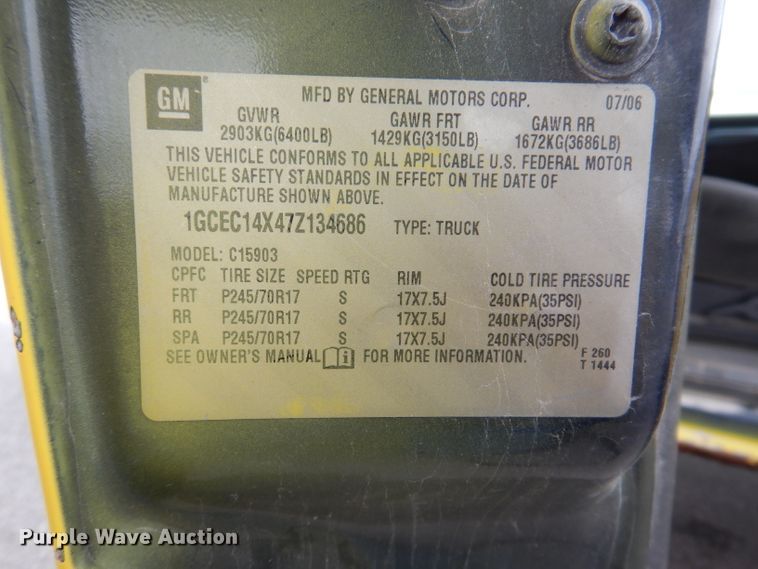 GM ® MFD BY GENERAL MOTORS CORP. 07/06
GVWR GAWR FRT GAWR RR
2903KG(6400LB) 1429KG(3150LB) 1672KG(3686LB)
THIS VEHICLE CONFORMS TO ALL APPLICABLE U.S. FEDERAL MOTOR
VEHICLE SAFETY STANDARDS IN EFFECT ON THE DATE OF
MANUFACTURE SHOWN ABOVE.
1GCEC14X47Z134686 TYPE: TRUCK
MODEL: C15903
CPFC TIRE SIZE SPEED RTG RIM COLD TIRE PRESSURE
FRT P245/70R17 S 17X7.5J 240KPA(35PSI)
RR P245/70R17 S 17X7.5J 240KPA(35PSI)
SPA P245/70R17 S 17X7.5J 240KPA(35PSI)
SEE OWNER'S MANUAL i FOR MORE INFORMATION. F 260
T 1444
Purple Wave Auction